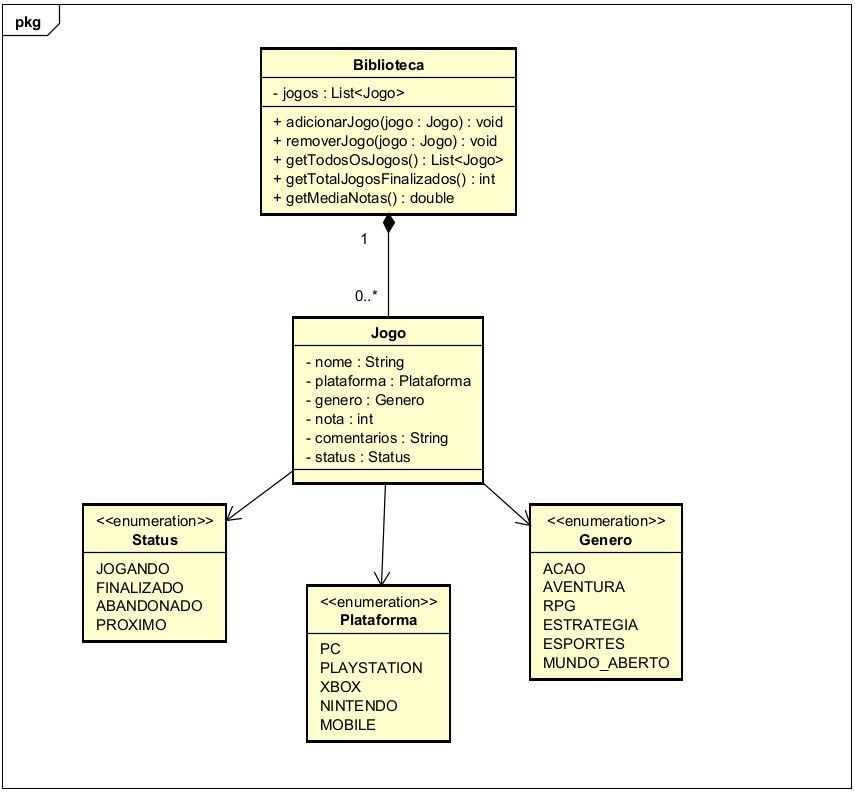 pkg
Biblioteca
- jogos : List<Jogo>
+ adicionarJogo(jogo : Jogo) : void
+ removerJogo(jogo : Jogo) : void
+ getTodosOsJogos() : List<Jogo>
+ getTotalJogosFinalizados() : int
+ getMediaNotas() : double
1
0..*
Jogo
- nome : String
- plataforma : Plataforma
- genero : Genero
- nota : int
- comentarios : String
- status : Status
<<enumeration>>
Status
JOGANDO
FINALIZADO
ABANDONADO
PROXIMO
<<enumeration>>
Plataforma
PC
PLAYSTATION
XBOX
NINTENDO
MOBILE
<<enumeration>>
Genero
ACAO
AVENTURA
RPG
ESTRATEGIA
ESPORTES
MUNDO_ABERTO